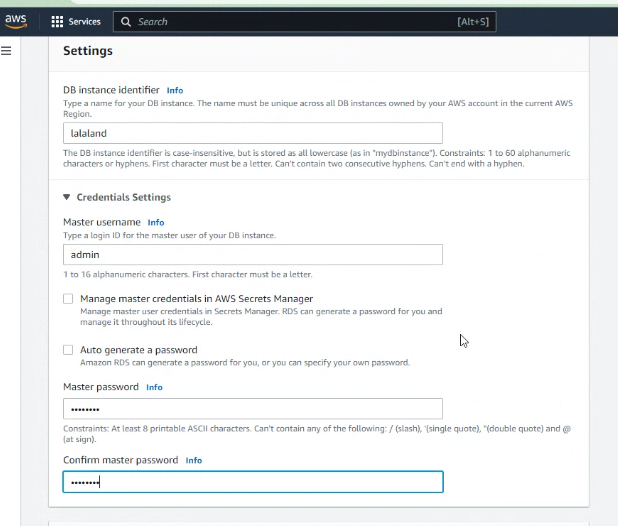 aws Services Search [Alt+S]
Settings
DB instance identifier Info
Type a name for your DB instance. The name must be unique across all DB instances owned by your AWS account in the current AWS
Region.
lalaland
The DB instance identifier is case-insensitive, but is stored as all lowercase (as in "mydbinstance"). Constraints: 1 to 60 alphanumeric
characters or hyphens. First character must be a letter. Can't contain two consecutive hyphens. Can't end with a hyphen.
Credentials Settings
Master username Info
Type a login ID for the master user of your DB instance.
admin
1 to 16 alphanumeric characters. First character must be a letter.
Manage master credentials in AWS Secrets Manager
Manage master user credentials in Secrets Manager. RDS can generate a password for you and
manage it throughout its lifecycle.
Auto generate a password
Amazon RDS can generate a password for you, or you can specify your own password.
Master password Info
••••••••
Constraints: At least 8 printable ASCII characters. Can't contain any of the following: / (slash), '(single quote), "(double quote) and @
(at sign).
Confirm master password Info
••••••••